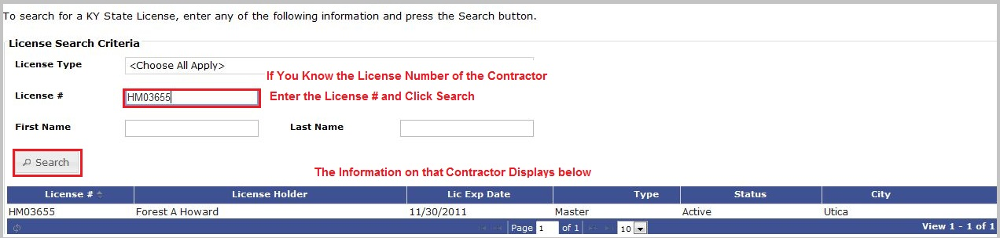 To search for a KY State License, enter any of the following information and press the Search button.
License Search Criteria
License Type <Choose All Apply>
If You Know the License Number of the Contractor
License # HM03655 Enter the License # and Click Search
First Name Last Name
Search
The Information on that Contractor Displays below
License # License Holder Lic Exp Date Type Status City
HM03655 Forest A Howard 11/30/2011 Master Active Utica
Page 1 of 1 10 View 1 - 1 of 1